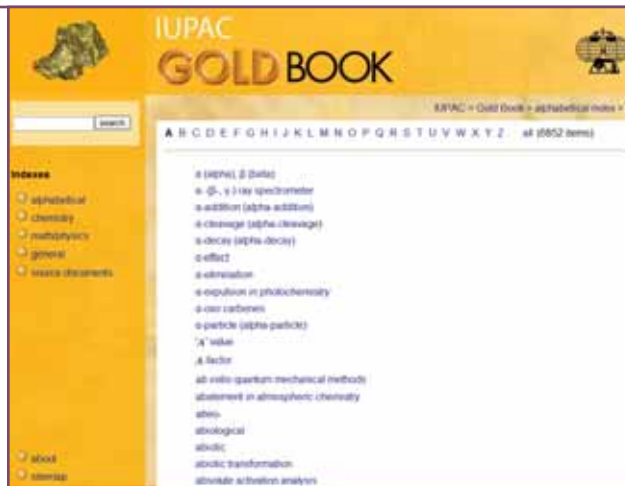 IUPAC
GOLD BOOK
IUPAC > Gold Book > alphabetical index >
search
A B C D E F G H I J K L M N O P Q R S T U V W X Y Z all (6852 items)
Indexes
alphabetical
chemistry
math/physics
general
source documents
about
sitemap
α (alpha), β (beta)
α- (β-, γ-) ray spectrometer
α-addition (alpha-addition)
α-cleavage (alpha-cleavage)
α-decay (alpha-decay)
α-effect
α-elimination
α-expulsion in photochemistry
α-oxo carbenes
α-particle (alpha-particle)
'A' value
A factor
ab initio quantum mechanical methods
abatement in atmospheric chemistry
abiological
abiotic
abiotic transformation
absolute activation analysis